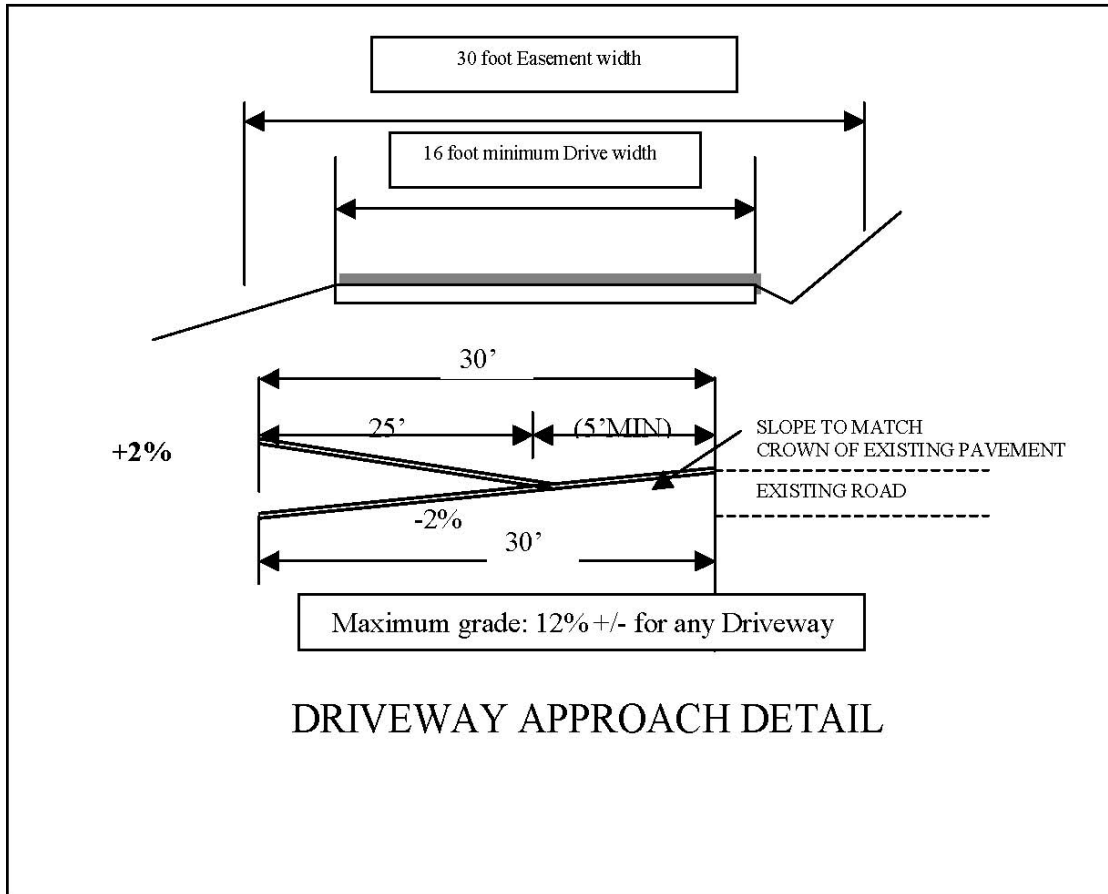 30 foot Easement width
16 foot minimum Drive width
30’
25’
(5’MIN)
+2%
SLOPE TO MATCH
CROWN OF EXISTING PAVEMENT
EXISTING ROAD
-2%
30’
Maximum grade: 12% +/- for any Driveway
DRIVEWAY APPROACH DETAIL